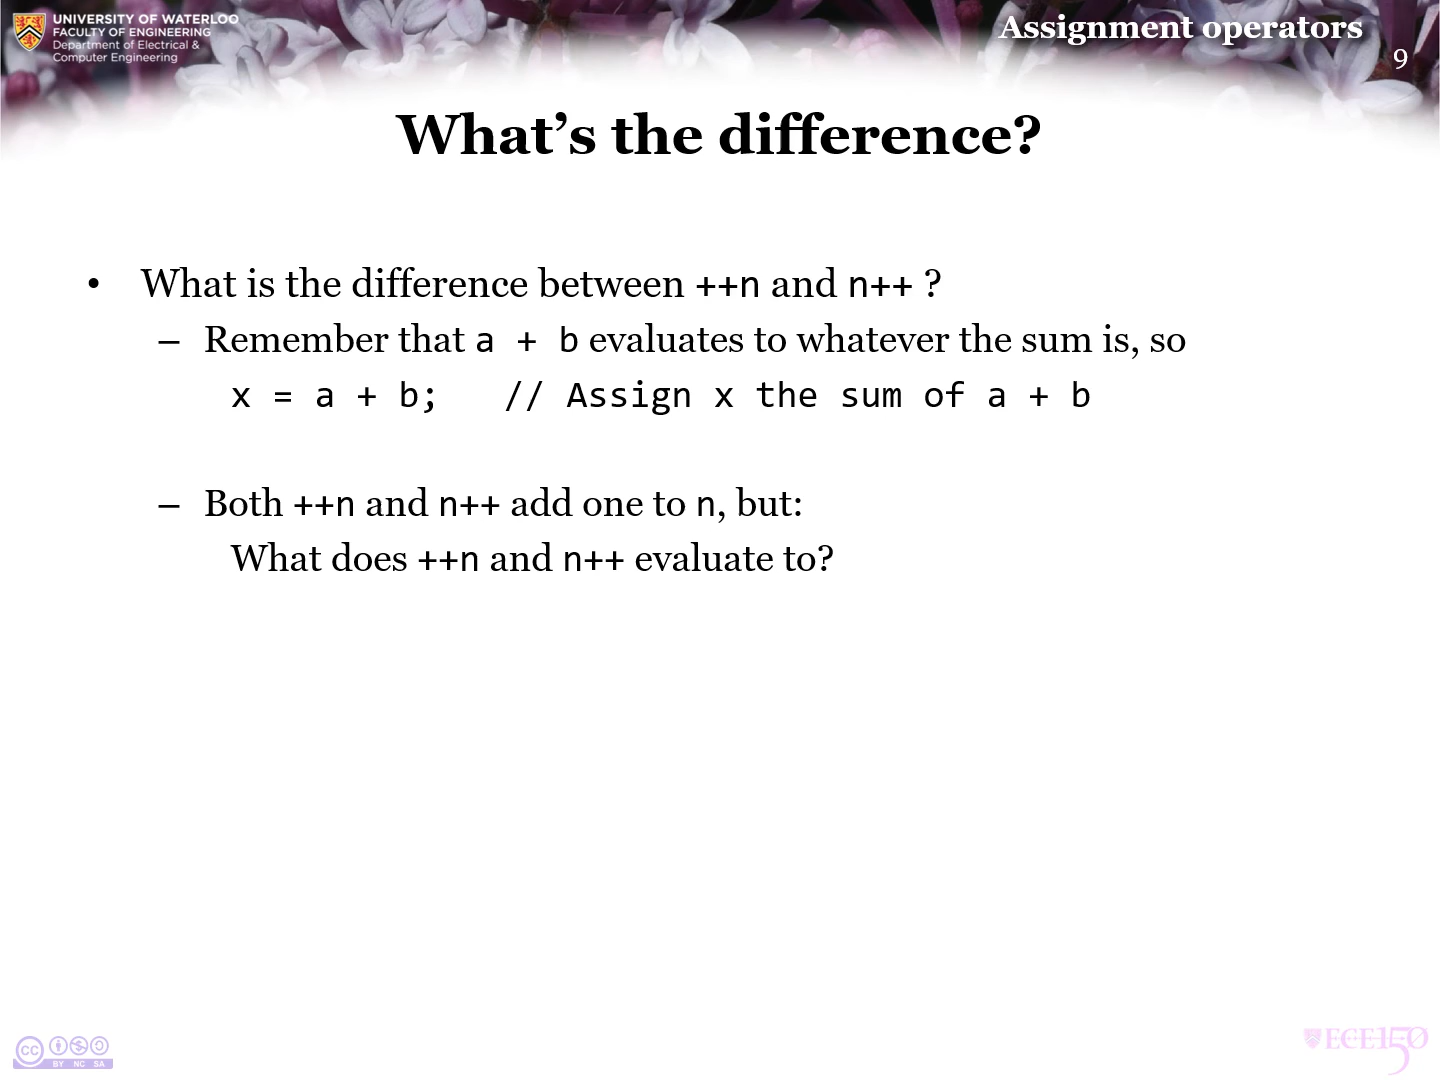 UNIVERSITY OF WATERLOO
FACULTY OF ENGINEERING
Department of Electrical &
Computer Engineering
Assignment operators
9
What’s the difference?
• What is the difference between ++n and n++ ?
– Remember that a + b evaluates to whatever the sum is, so
x = a + b; // Assign x the sum of a + b
– Both ++n and n++ add one to n, but:
What does ++n and n++ evaluate to?
cc
BY NC SA
ECE150